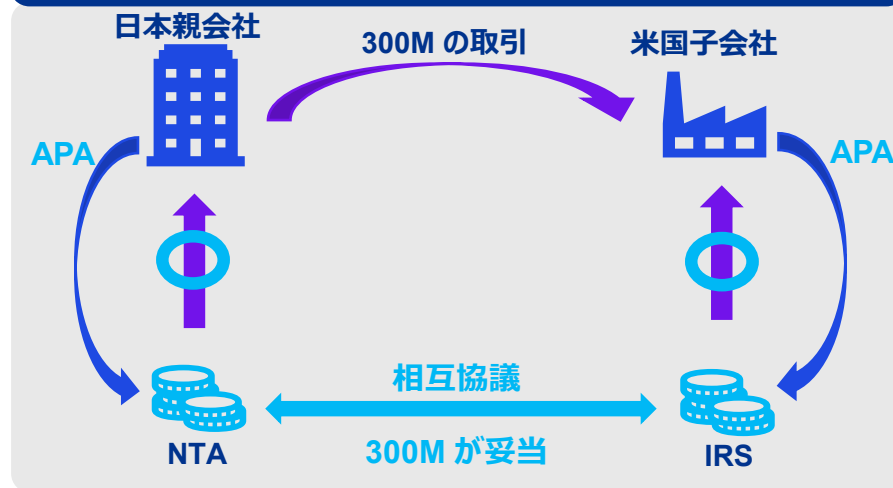 日本親会社
300M の取引
米国子会社
APA
APA
相互協議
300M が妥当
NTA
IRS